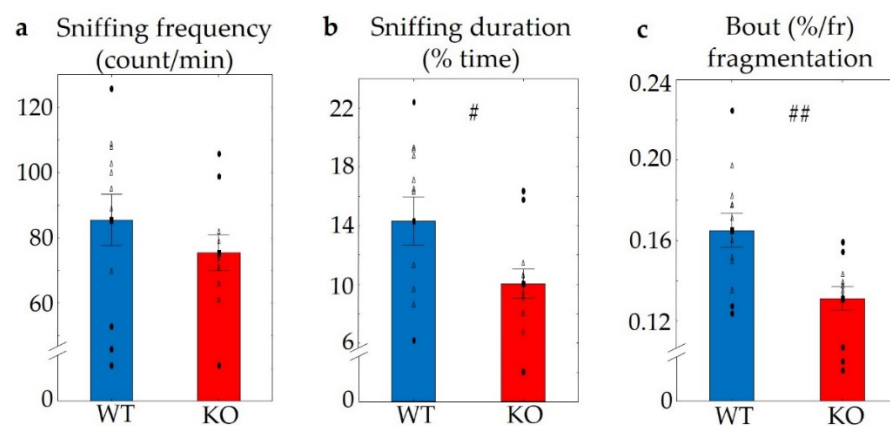 a Sniffing frequency
(count/min)
120
100
80
60
0
WT KO
b Sniffing duration
(% time)
22
18
14
10
6
0
#
WT KO
c Bout (%/fr)
fragmentation
0.24
0.20
0.16
0.12
0
##
WT KO